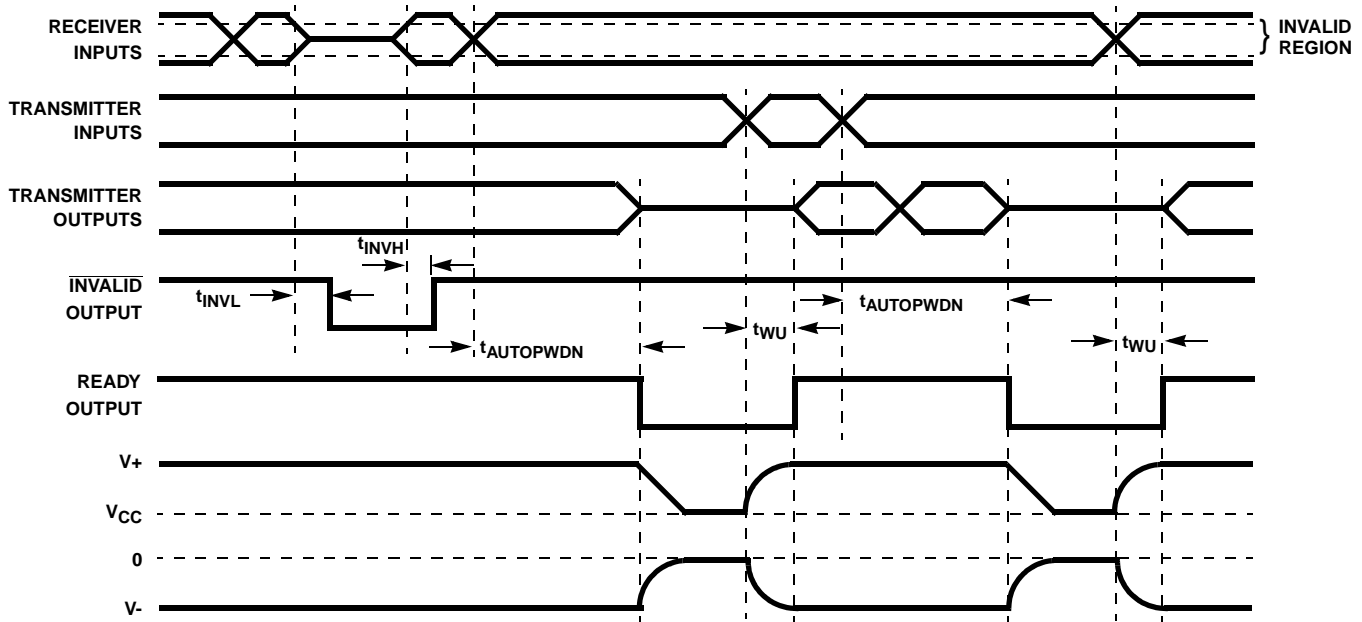 RECEIVER
INPUTS
} INVALID
REGION
TRANSMITTER
INPUTS
TRANSMITTER
OUTPUTS
tINVH
INVALID
OUTPUT
tINVL
tAUTOPWDN
tWU
tAUTOPWDN
tWU
READY
OUTPUT
V+
VCC
0
V-